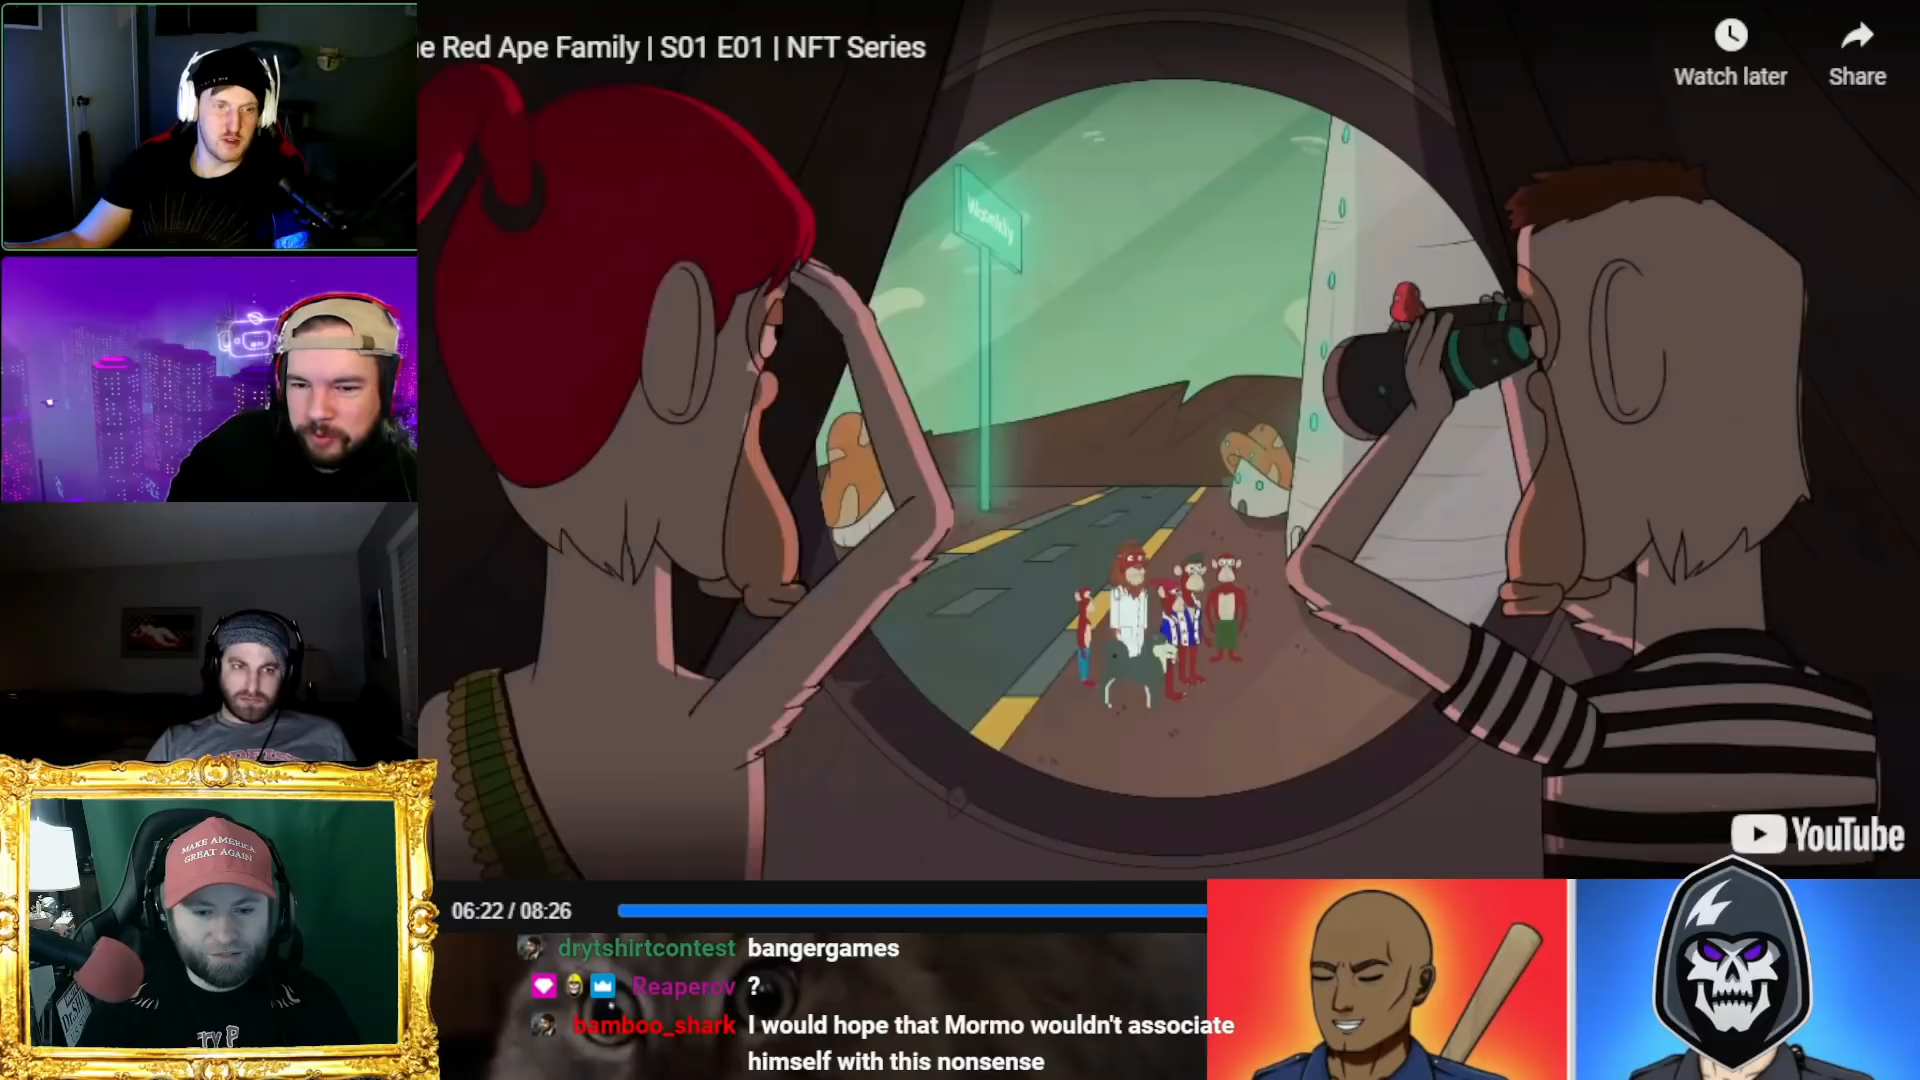 e Red Ape Family | S01 E01 | NFT Series
Watch later
Share
YouTube
06:22 / 08:26
drytshirtcontest bangergames
Reaperov ?
bamboo_shark I would hope that Mormo wouldn't associate
himself with this nonsense
MAKE AMERICA
GREAT AGAIN